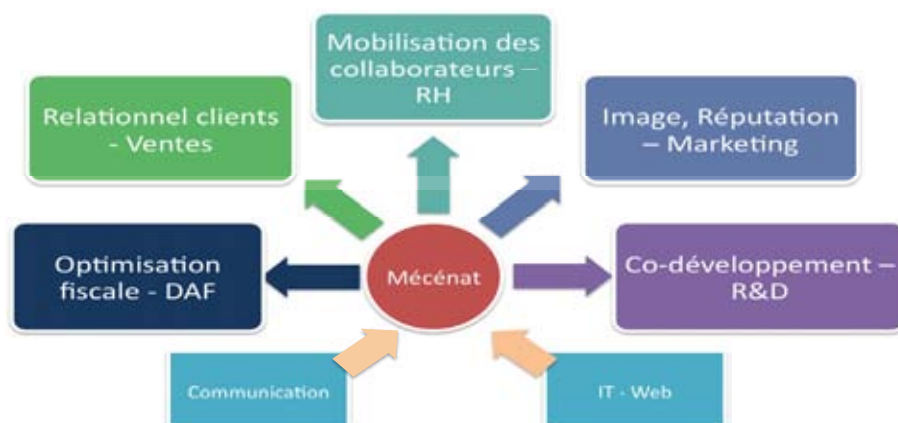 Mobilisation des
collaborateurs –
RH
Relationnel clients
- Ventes
Image, Réputation
– Marketing
Optimisation
fiscale - DAF
Mécénat
Co-développement –
R&D
Communication
IT - Web